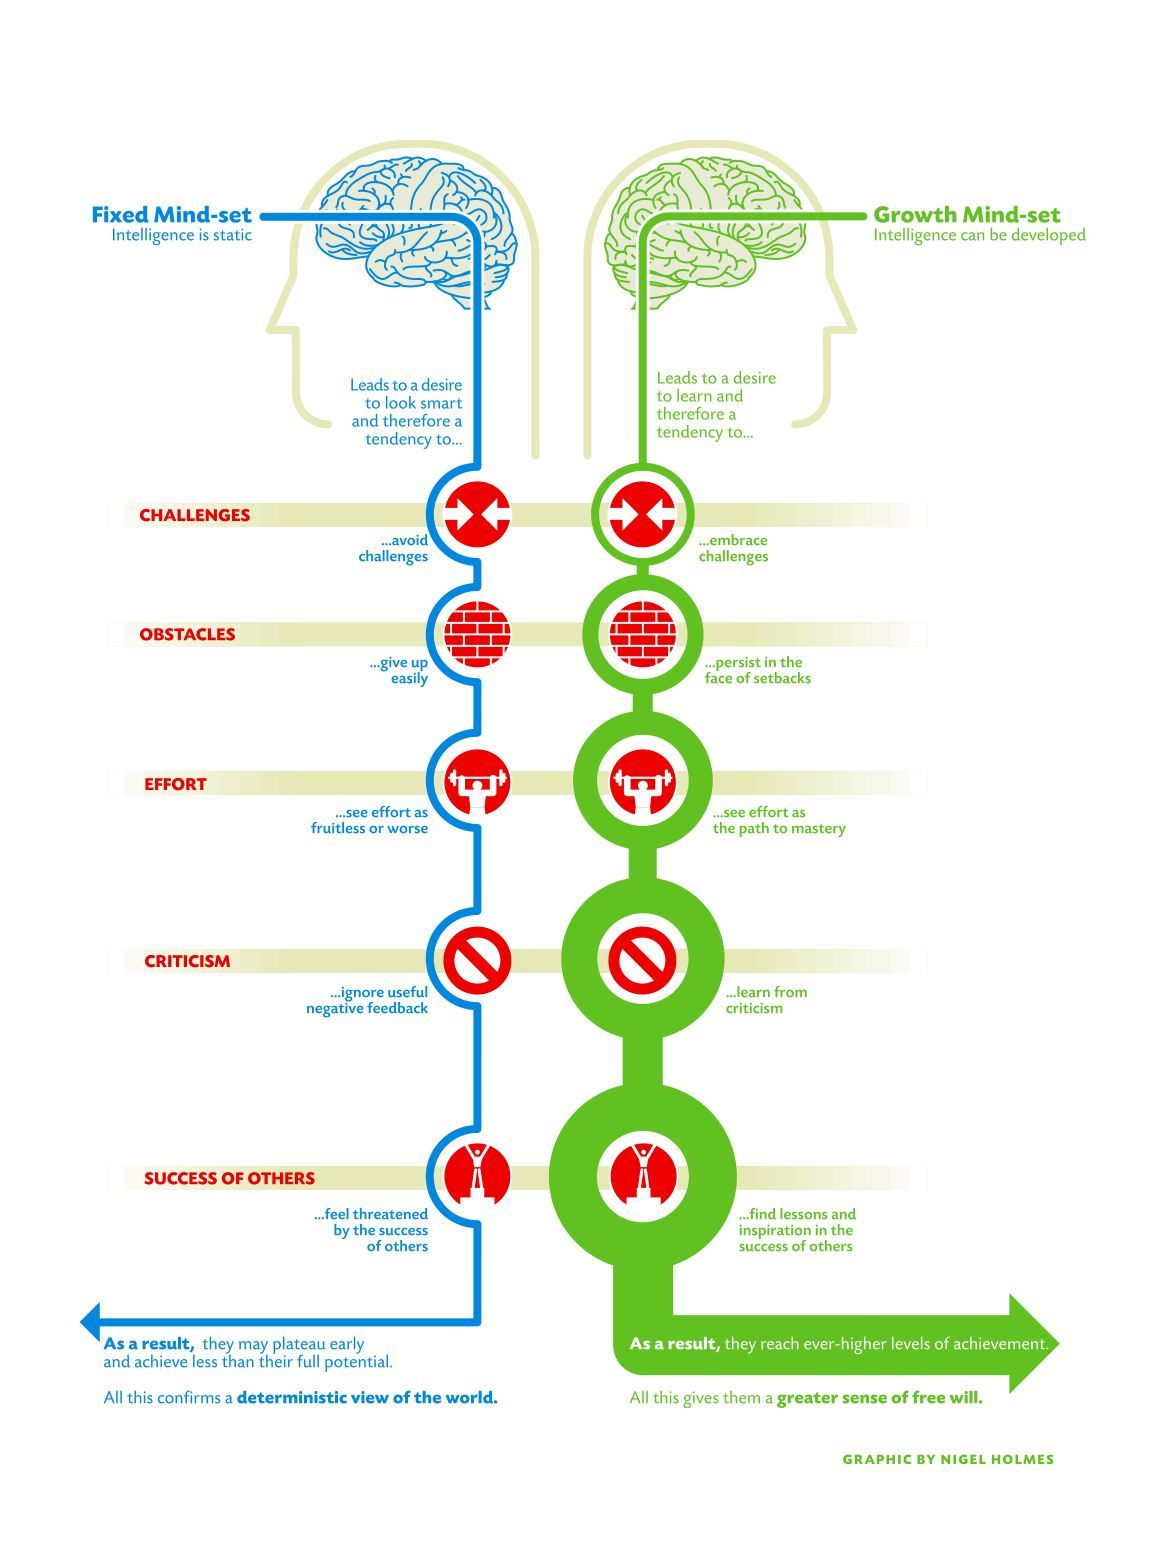 Fixed Mind-set
Intelligence is static
Growth Mind-set
Intelligence can be developed
Leads to a desire
to look smart
and therefore a
tendency to...
Leads to a desire
to learn and
therefore a
tendency to...
CHALLENGES
...avoid
challenges
...embrace
challenges
OBSTACLES
...give up
easily
...persist in the
face of setbacks
EFFORT
...see effort as
fruitless or worse
...see effort as
the path to mastery
CRITICISM
...ignore useful
negative feedback
...learn from
criticism
SUCCESS OF OTHERS
...feel threatened
by the success
of others
...find lessons and
inspiration in the
success of others
As a result, they may plateau early
and achieve less than their full potential.
All this confirms a deterministic view of the world.
As a result, they reach ever-higher levels of achievement.
All this gives them a greater sense of free will.
GRAPHIC BY NIGEL HOLMES